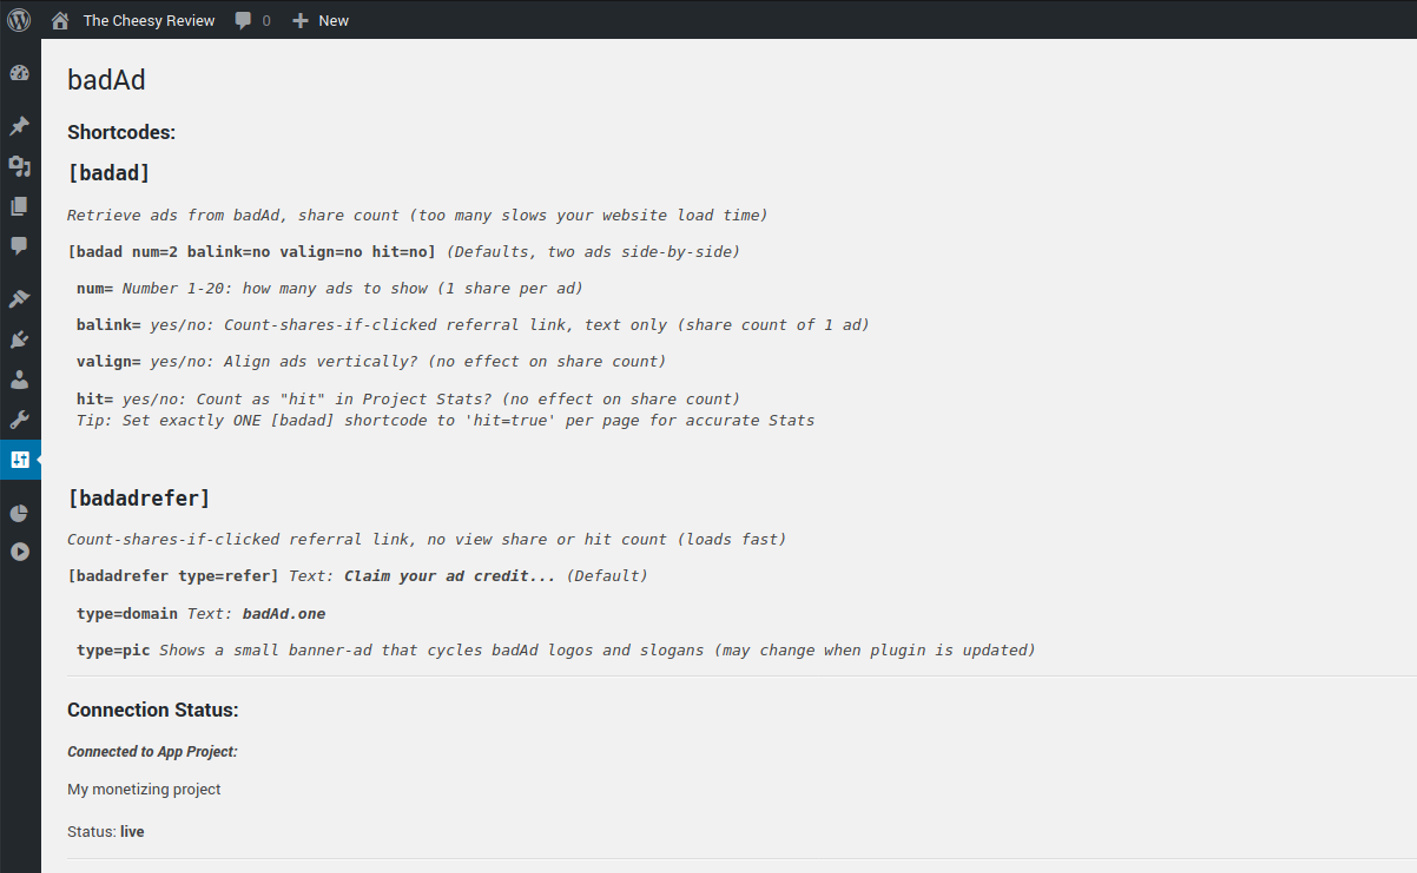 The Cheesy Review 0 New
badAd
Shortcodes:
[badad]
Retrieve ads from badAd, share count (too many slows your website load time)
[badad num=2 balink=no valign=no hit=no] (Defaults, two ads side-by-side)
num= Number 1-20: how many ads to show (1 share per ad)
balink= yes/no: Count-shares-if-clicked referral link, text only (share count of 1 ad)
valign= yes/no: Align ads vertically? (no effect on share count)
hit= yes/no: Count as "hit" in Project Stats? (no effect on share count)
Tip: Set exactly ONE [badad] shortcode to 'hit=true' per page for accurate Stats
[badadrefer]
Count-shares-if-clicked referral link, no view share or hit count (loads fast)
[badadrefer type=refer] Text: Claim your ad credit... (Default)
type=domain Text: badAd.one
type=pic Shows a small banner-ad that cycles badAd logos and slogans (may change when plugin is updated)
Connection Status:
Connected to App Project:
My monetizing project
Status: live